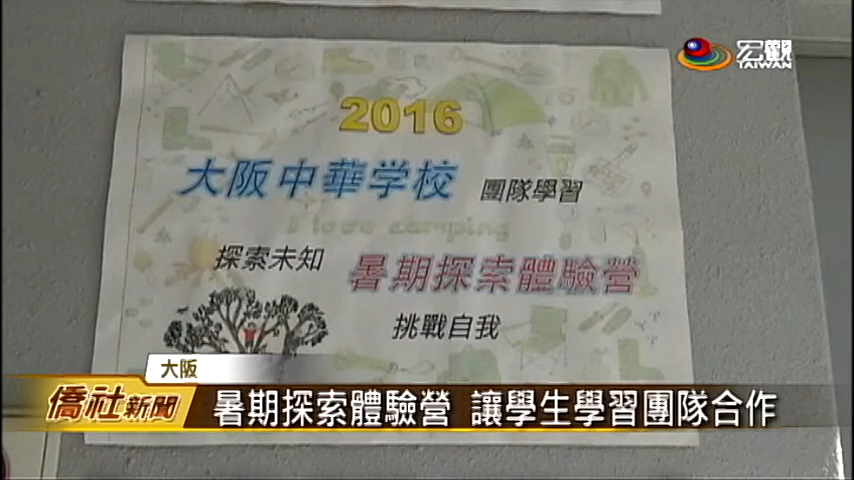 宏觀
TAIWAN
2016
大阪中華学校 團隊學習
I love camping
探索未知 暑期探索體驗營
挑戰自我
大阪
僑社新聞 暑期探索體驗營 讓學生學習團隊合作